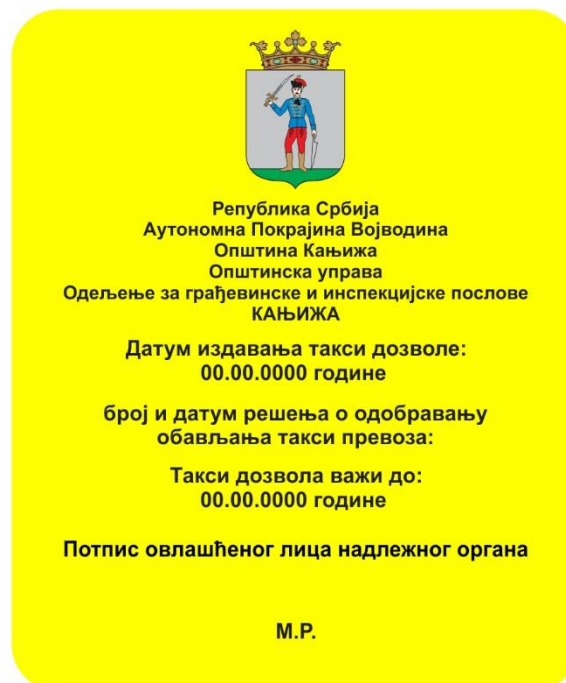 Република Србија
Аутономна Покрајина Војводина
Општина Кањижа
Општинска управа
Одељење за грађевинске и инспекцијске послове
КАЊИЖА
Датум издавања такси дозволе:
00.00.0000 године
број и датум решења о одобравању
обављања такси превоза:
Такси дозвола важи до:
00.00.0000 године
Потпис овлашћеног лица надлежног органа
М.Р.